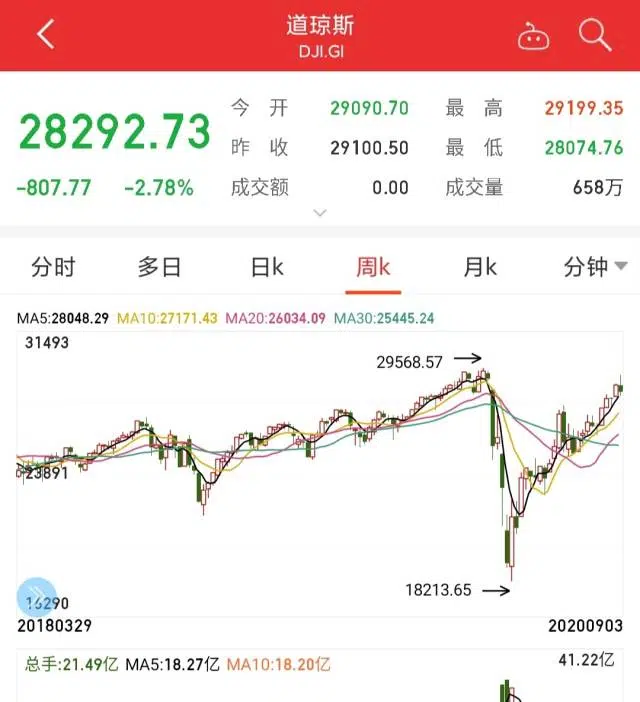 道琼斯
DJI.GI
28292.73
-807.77 -2.78%
今 开 29090.70 最 高 29199.35
昨 收 29100.50 最 低 28074.76
成交额 0.00 成交量 658万
分时 多日 日k 周k 月k 分钟
MA5:28048.29 MA10:27171.43 MA20:26034.09 MA30:25445.24
31493
29568.57
23891
18213.65
16290
20180329 20200903
总手:21.49亿 MA5:18.27亿 MA10:18.20亿 41.22亿